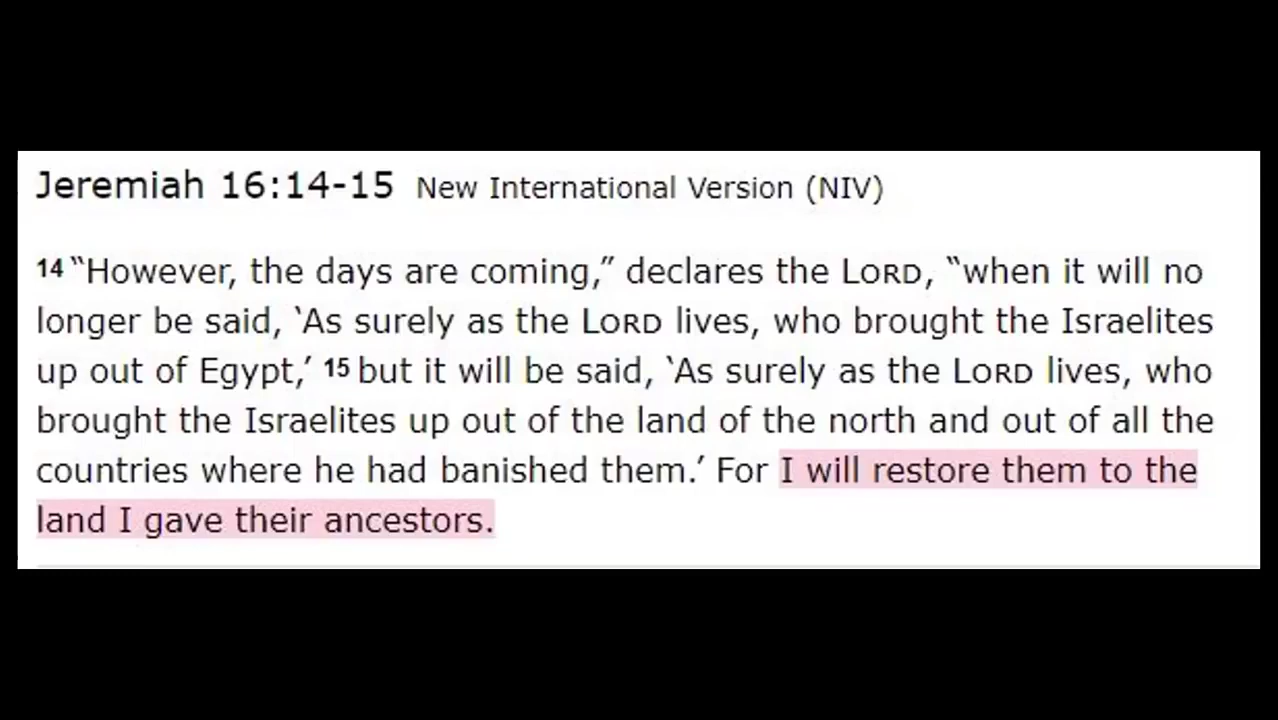 Jeremiah 16:14-15 New International Version (NIV)
14 “However, the days are coming,” declares the LORD, “when it will no
longer be said, ‘As surely as the LORD lives, who brought the Israelites
up out of Egypt,’ 15 but it will be said, ‘As surely as the LORD lives, who
brought the Israelites up out of the land of the north and out of all the
countries where he had banished them.’ For I will restore them to the
land I gave their ancestors.